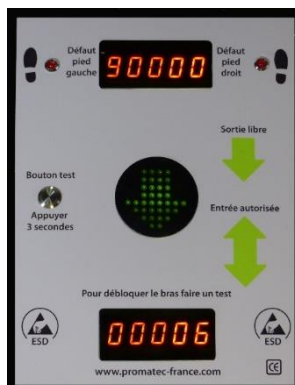 Défaut pied gauche
90000
Défaut pied droit
Sortie libre
Bouton test
Appuyer
3 secondes
Entrée autorisée
Pour débloquer le bras faire un test
00006
ESD
ESD
www.promatec-france.com
CE